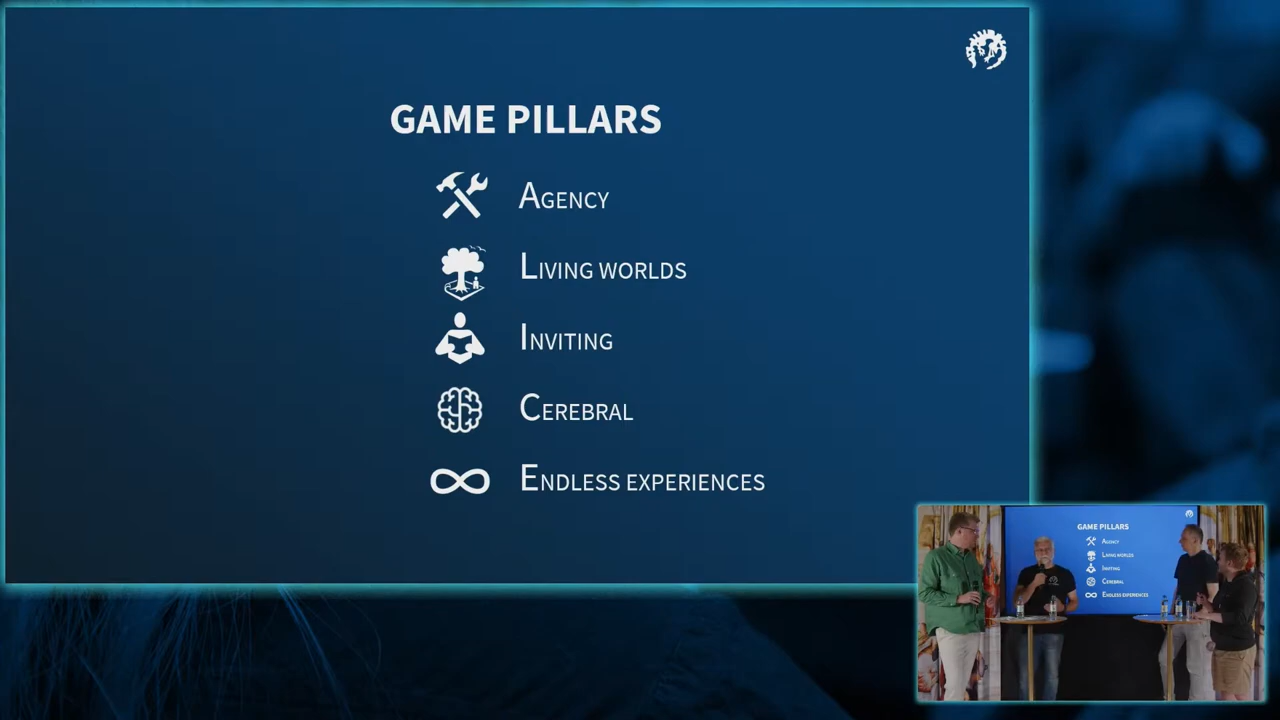 GAME PILLARS
AGENCY
LIVING WORLDS
INVITING
CEREBRAL
ENDLESS EXPERIENCES
GAME PILLARS
AGENCY
LIVING WORLDS
INVITING
CEREBRAL
ENDLESS EXPERIENCES